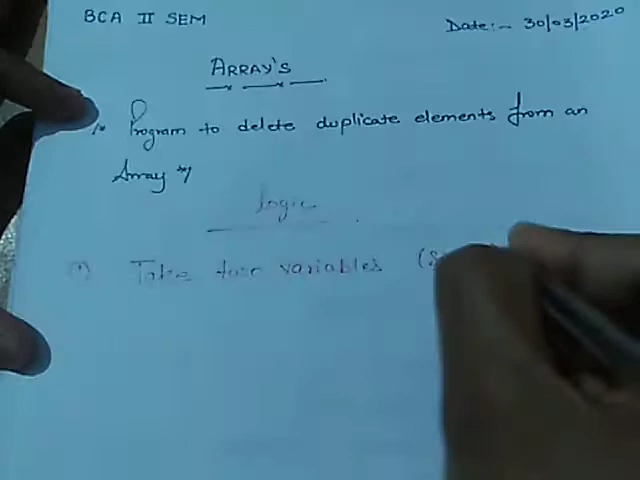 BCA II SEM
Date:- 30/03/2020
ARRAY'S
/* Program to delete duplicate elements from an
Array */
logic
1) Take four variables (S